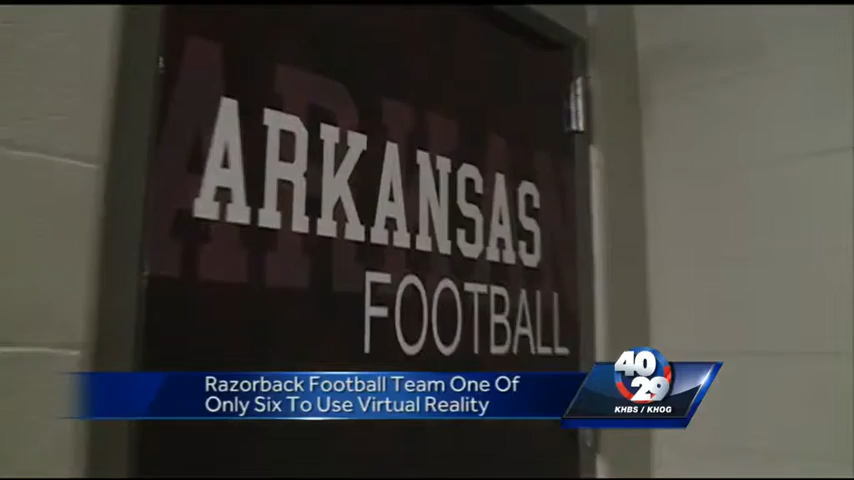 ARKANSAS
FOOTBALL
Razorback Football Team One Of
Only Six To Use Virtual Reality
40
29
KHBS / KHOG